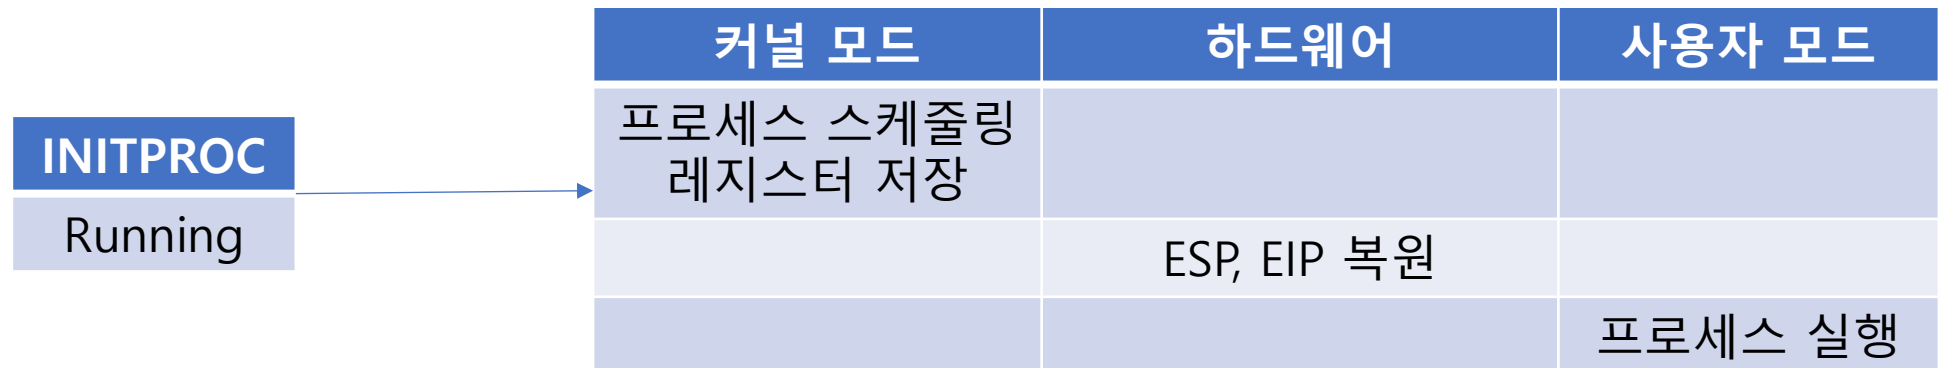 커널 모드 하드웨어 사용자 모드
프로세스 스케줄링
레지스터 저장
INITPROC
Running
ESP, EIP 복원
프로세스 실행